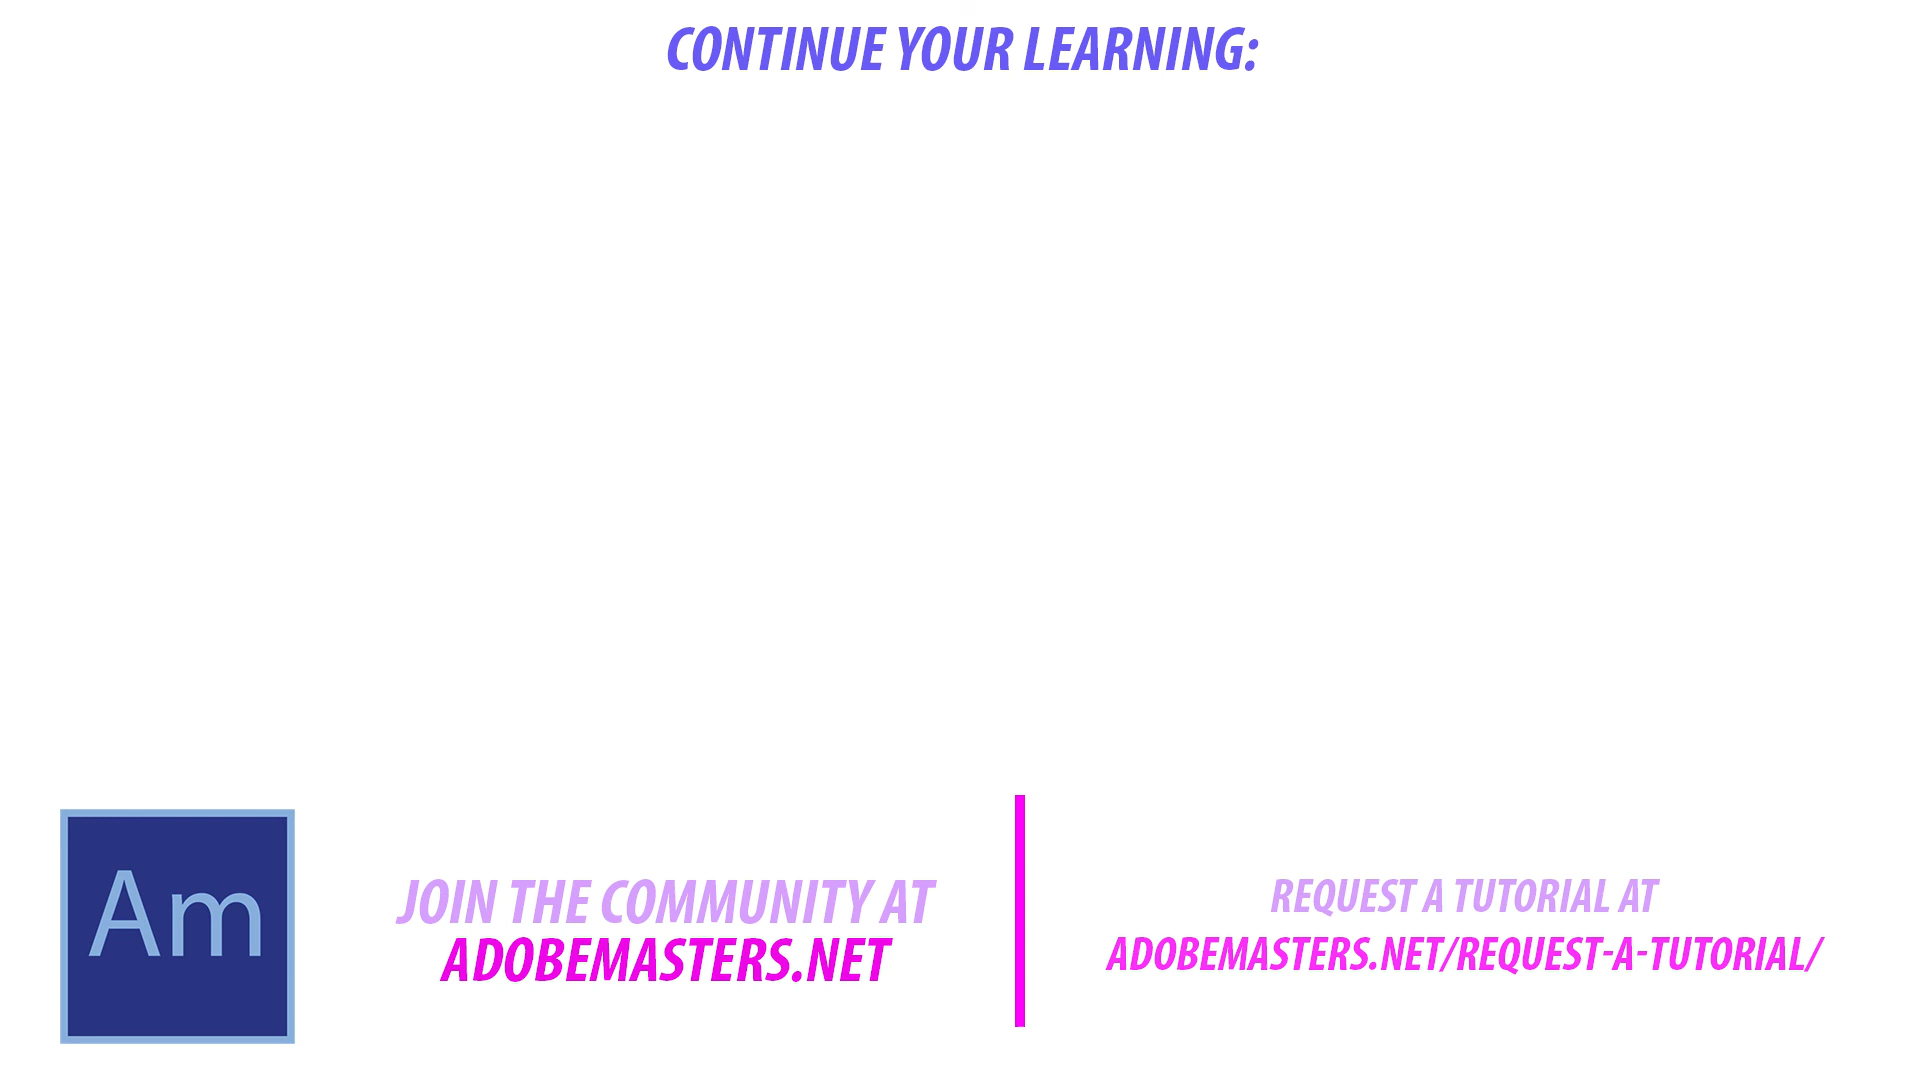 CONTINUE YOUR LEARNING:
Am
JOIN THE COMMUNITY AT
ADOBEMASTERS.NET
REQUEST A TUTORIAL AT
ADOBEMASTERS.NET/REQUEST-A-TUTORIAL/